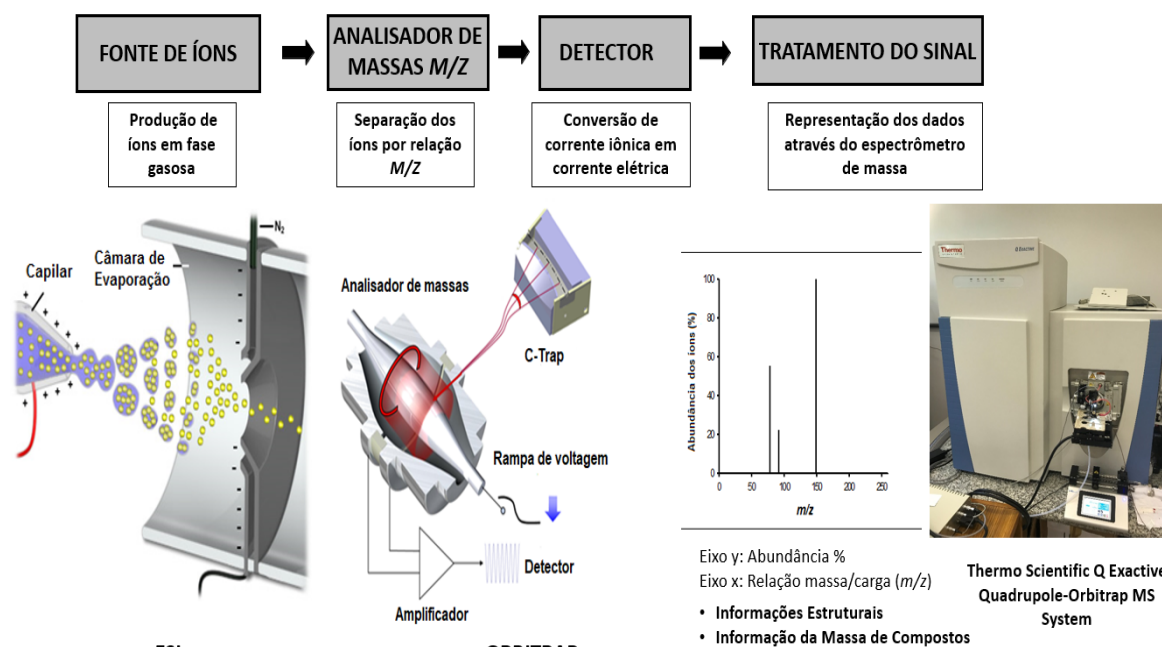 FONTE DE ÍONS
ANALISADOR DE
MASSAS M/Z
DETECTOR
TRATAMENTO DO SINAL
Produção de
íons em fase
gasosa
Separação dos
íons por relação
M/Z
Conversão de
corrente iônica em
corrente elétrica
Representação dos dados
através do espectrômetro
de massa
N₂
Câmara de
Evaporação
Capilar
Analisador de massas
C-Trap
Rampa de voltagem
Detector
Amplificador
Abundância dos íons (%)
100
80
60
40
20
0
0 50 100 150 200 250
m/z
Thermo
Q Exactive
Eixo y: Abundância %
Eixo x: Relação massa/carga (m/z)
• Informações Estruturais
• Informação da Massa de Compostos
Thermo Scientific Q Exactive
Quadrupole-Orbitrap MS
System